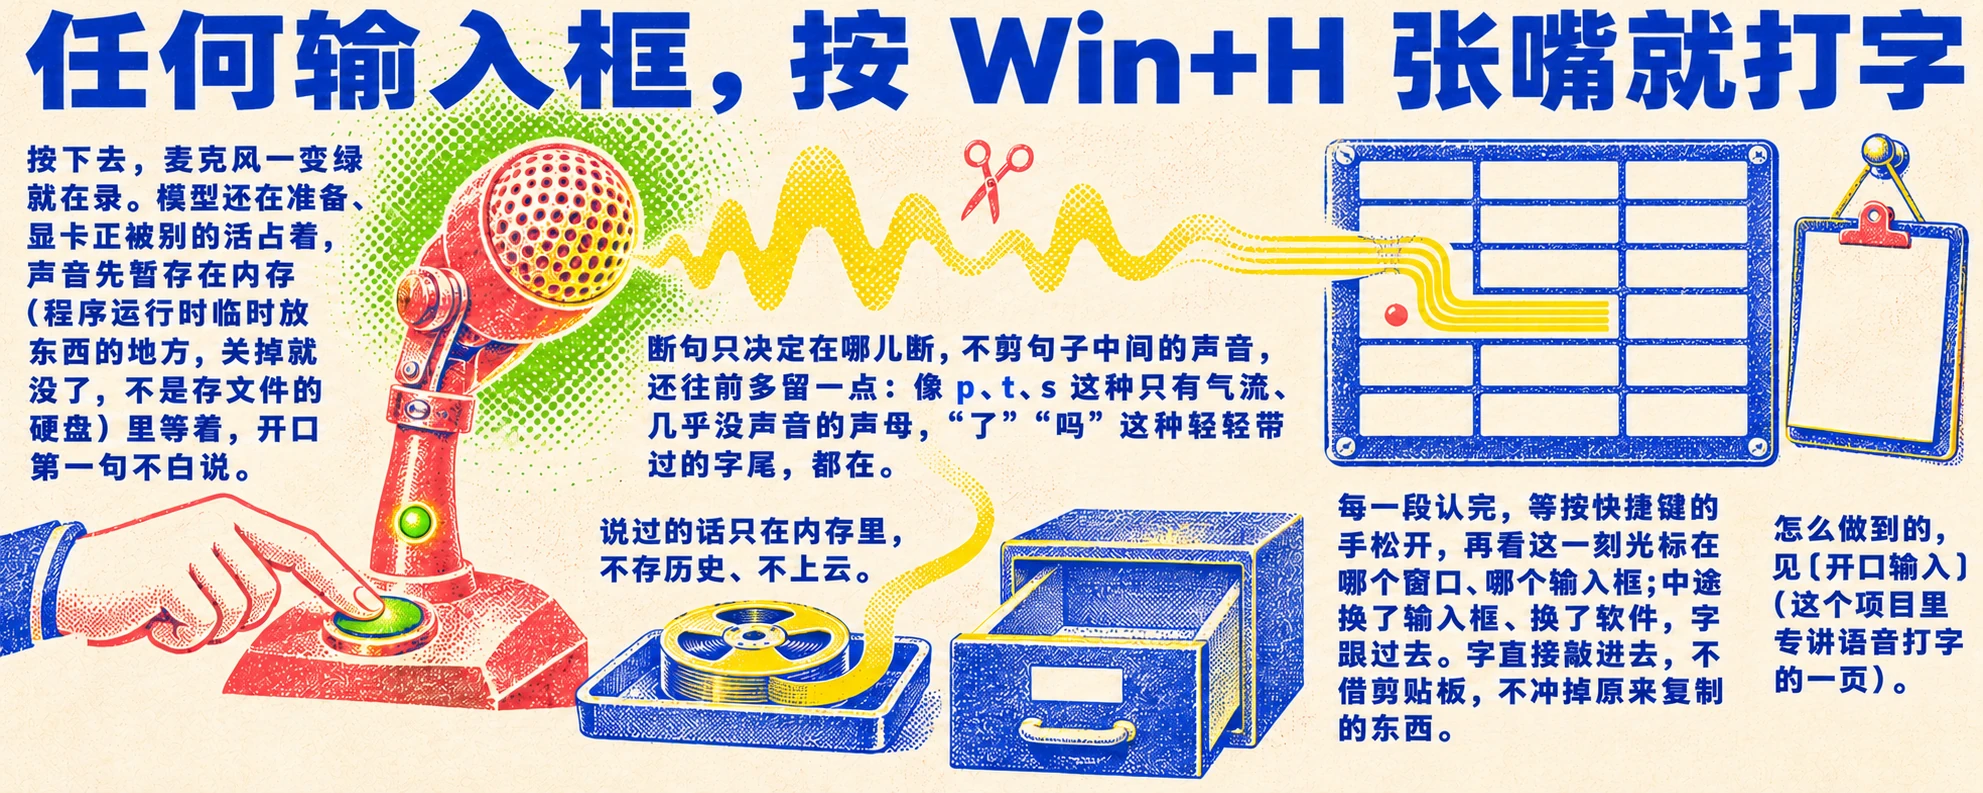 任何输入框，按 Win+H 张嘴就打字
按下去，麦克风一变绿
就在录。模型还在准备、
显卡正被别的活占着，
声音先暂存在内存
（程序运行时临时放
东西的地方，关掉就
没了，不是存文件的
硬盘）里等着，开口
第一句不白说。
断句只决定在哪儿断，不剪句子中间的声音，
还往前多留一点：像 p、t、s 这种只有气流、
几乎没声音的声母，“了”“吗”这种轻轻带
过的字尾，都在。
说过的话只在内存里，
不存历史、不上云。
每一段认完，等按快捷键的
手松开，再看这一刻光标在
哪个窗口、哪个输入框；中途
换了输入框、换了软件，字
跟过去。字直接敲进去，不
借剪贴板，不冲掉原来复制
的东西。
怎么做到的，
见〔开口输入〕
（这个项目里
专讲语音打字
的一页）。